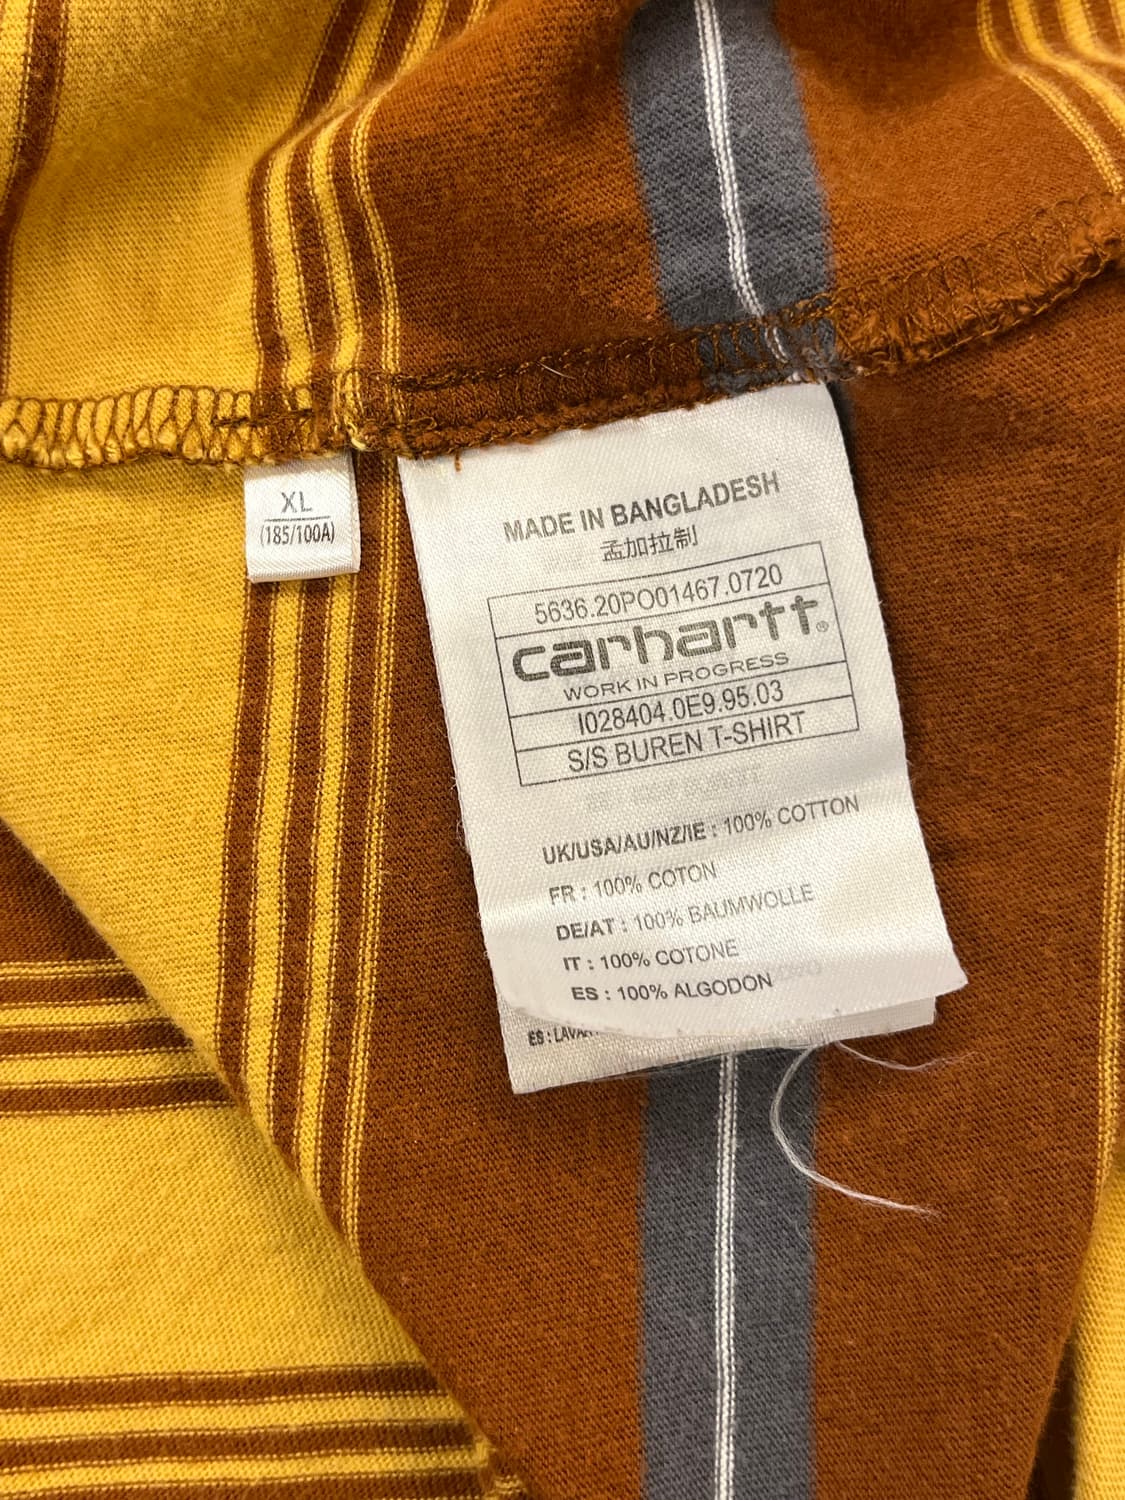 XL
(185/100A)
MADE IN BANGLADESH
孟加拉制
5636.20PO01467.0720
carhartt®
WORK IN PROGRESS
I028404.0E9.95.03
S/S BUREN T-SHIRT
UK/USA/AU/NZ/IE : 100% COTTON
FR : 100% COTON
DE/AT : 100% BAUMWOLLE
IT : 100% COTONE
ES : 100% ALGODON
ES :